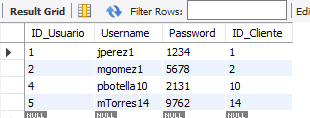 Result Grid Filter Rows: Edi
ID_Usuario Username Password ID_Cliente
1 jperez1 1234 1
2 mgomez1 5678 2
4 pbotella10 2131 10
5 mTorres14 9762 14
NULL NULL NULL NULL